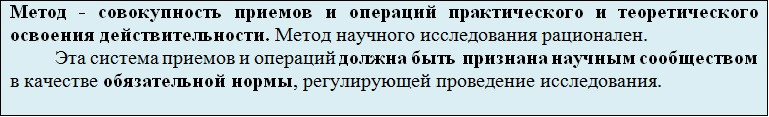 Метод - совокупность приемов и операций практического и теоретического
освоения действительности. Метод научного исследования рационален.
Эта система приемов и операций должна быть признана научным сообществом
в качестве обязательной нормы, регулирующей проведение исследования.